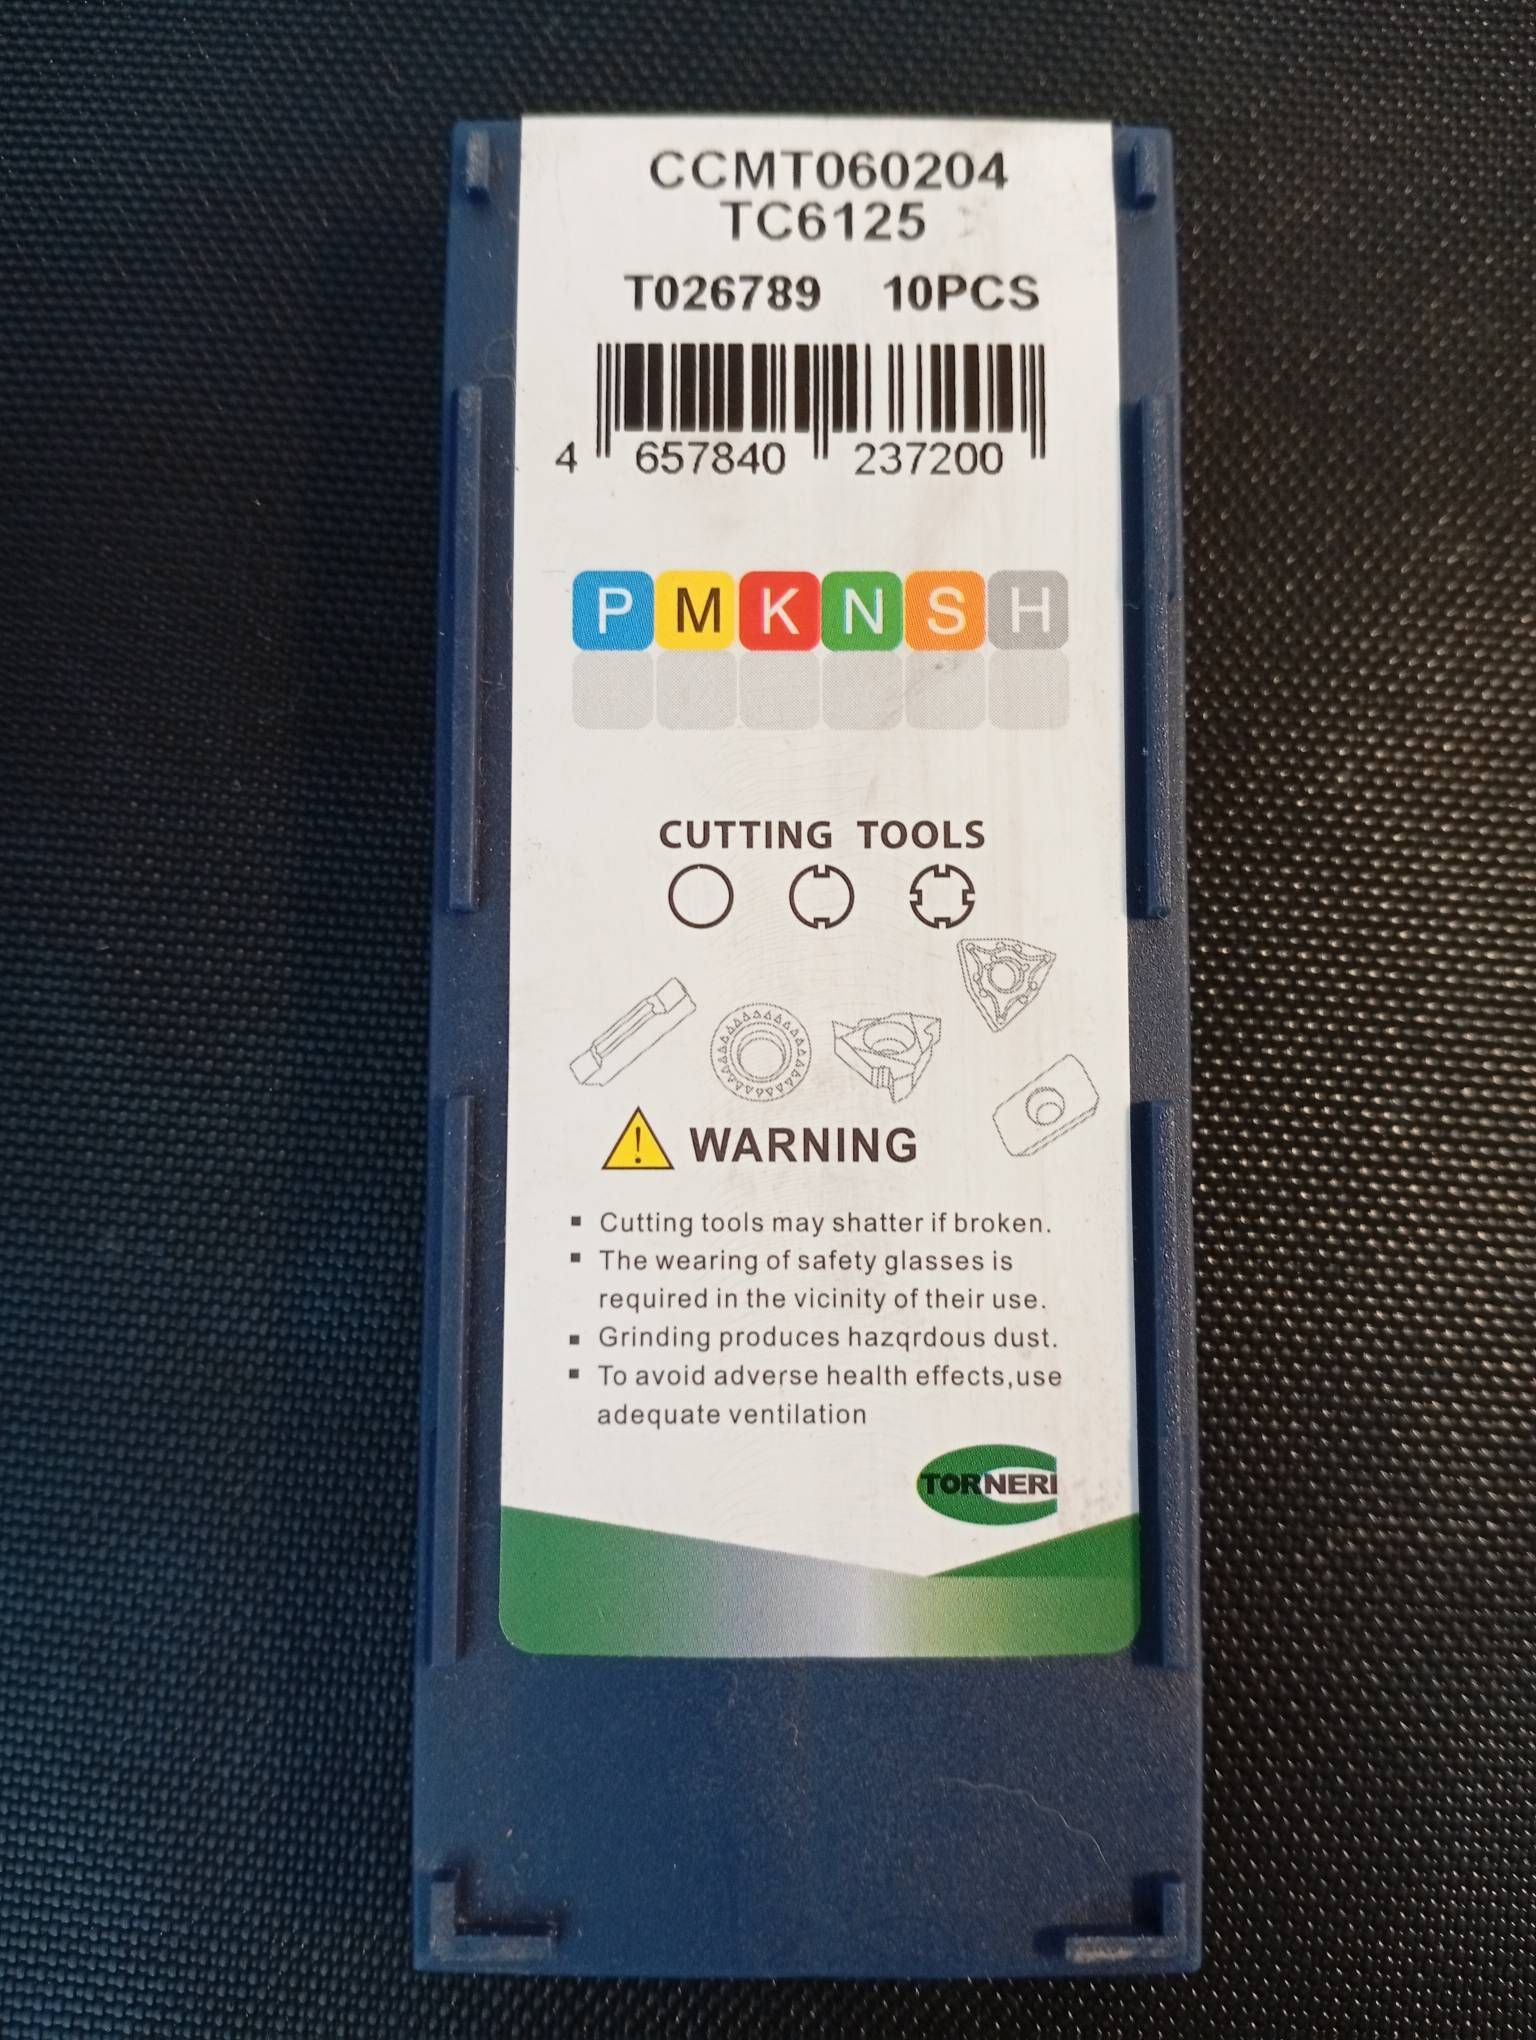 CCMT060204
TC6125
T026789 10PCS
4 657840 237200
P M K N S H
CUTTING TOOLS
WARNING
▪ Cutting tools may shatter if broken.
▪ The wearing of safety glasses is
required in the vicinity of their use.
▪ Grinding produces hazqrdous dust.
▪ To avoid adverse health effects,use
adequate ventilation
TORNERI